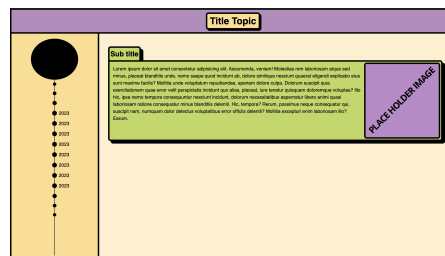 Title Topic
Sub title
Lorem ipsum dolor sit amet consectetur adipisicing elit. Assumenda, veniam! Molestias rem laboriosam atque sed
minus, placeat blanditiis unde, nemo saepe quod incidunt ab, dolore similique nesciunt quaerat eligendi explicabo eius
sunt maxime facilis? Mollitia unde voluptatum repudiandae, aperiam dolore culpa. Dolorum suscipit quis
exercitationem quae error velit perspiciatis incidunt quo alias, placeat, iure tenetur quisquam doloremque voluptas? Illo
hic, ipsa nemo tempora consequuntur nesciunt incidunt, dolorum necessitatibus aspernatur libero animi quasi
laboriosam ratione consequatur minus blanditiis deleniti. Hic, tempora? Rerum, possimus neque consequatur qui,
suscipit nam, numquam dolor delectus voluptatibus error officiis deleniti? Mollitia excepturi enim laboriosam illo?
Earum.
PLACE HOLDER IMAGE
2023
2023
2023
2023
2023
2023
2023
2023